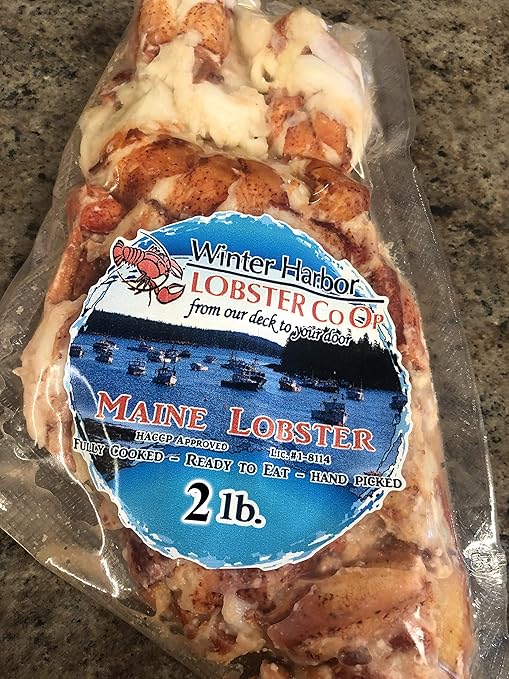 Winter Harbor
LOBSTER CO OP
from our deck to your door
MAINE LOBSTER
HACCP APPROVED LIC. #1-8114
FULLY COOKED - READY TO EAT - HAND PICKED
2 lb.